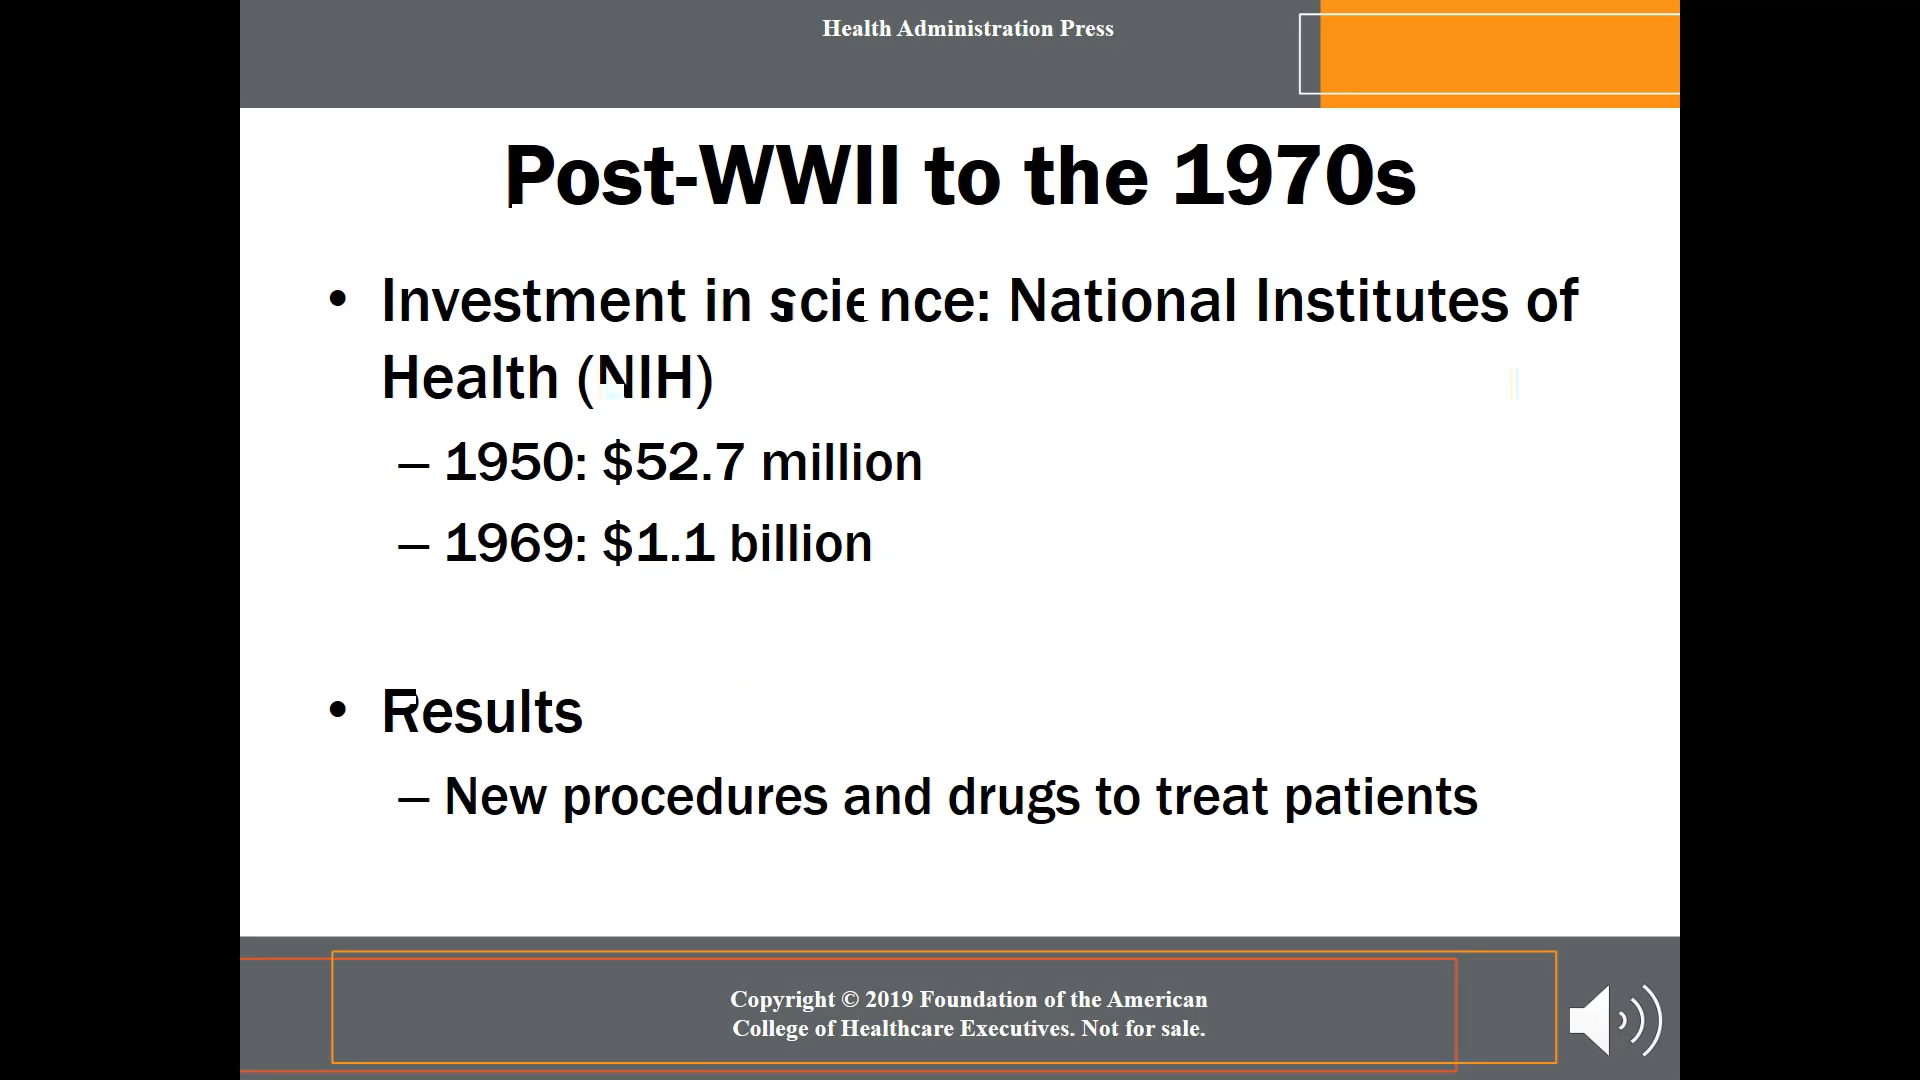 Health Administration Press
Post-WWII to the 1970s
• Investment in science: National Institutes of
Health (NIH)
– 1950: $52.7 million
– 1969: $1.1 billion
• Results
– New procedures and drugs to treat patients
Copyright © 2019 Foundation of the American
College of Healthcare Executives. Not for sale.